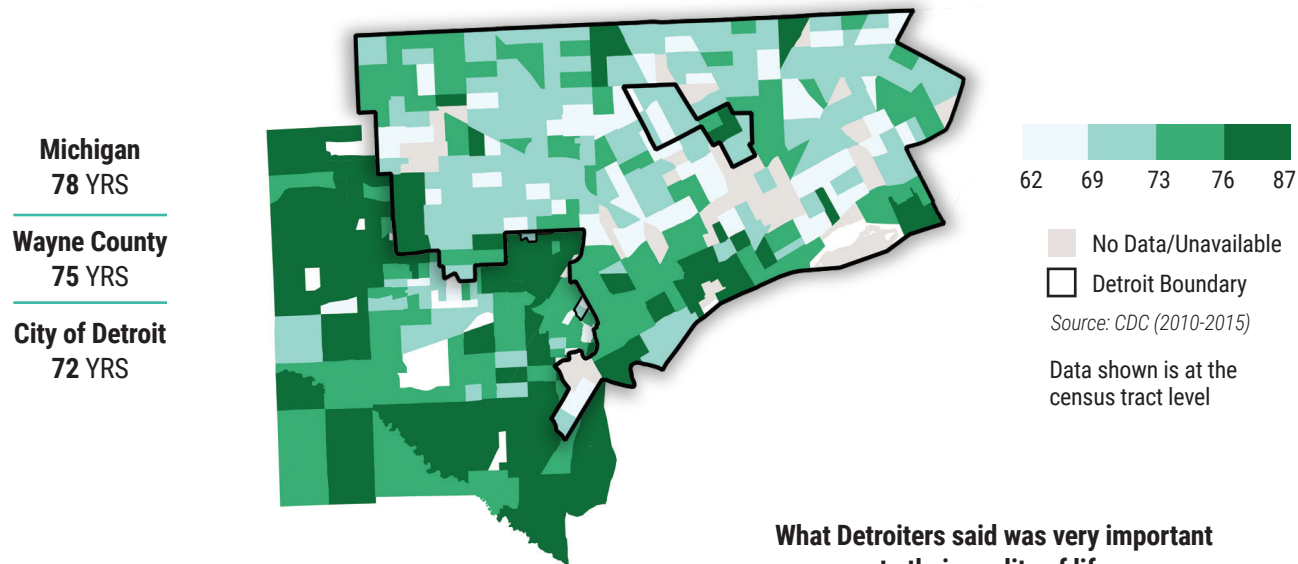 Michigan
78 YRS
Wayne County
75 YRS
City of Detroit
72 YRS
62 69 73 76 87
No Data/Unavailable
Detroit Boundary
Source: CDC (2010-2015)
Data shown is at the
census tract level
What Detroiters said was very important